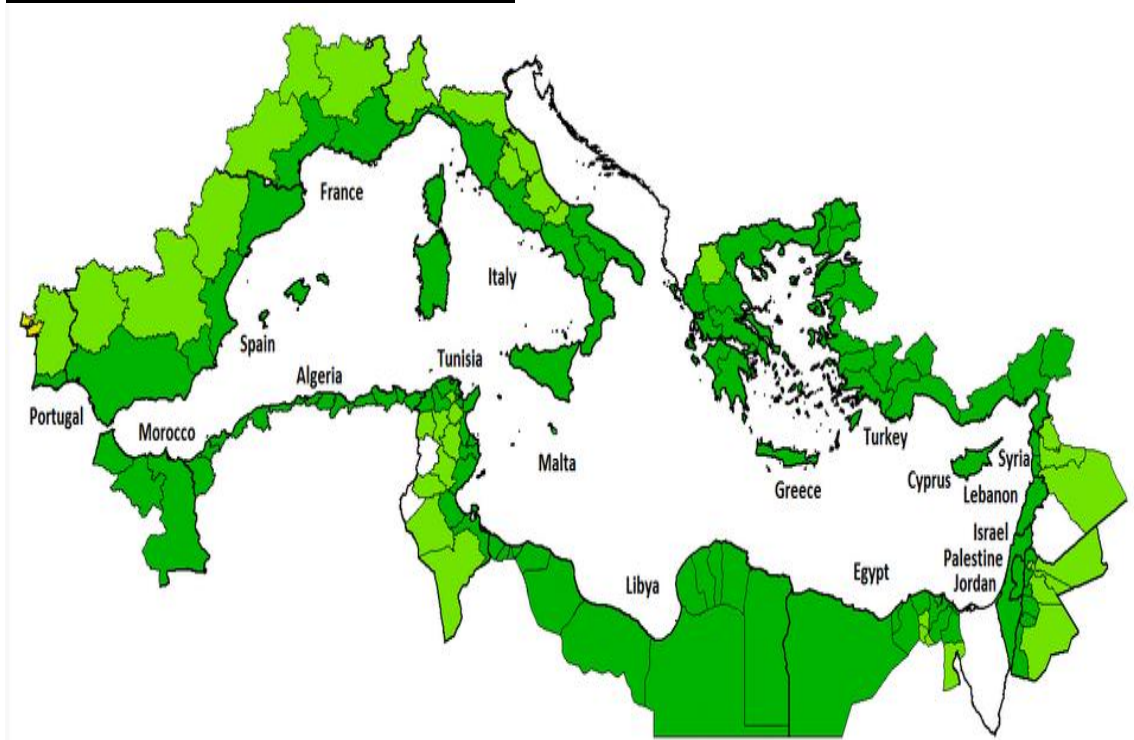 France
Italy
Spain
Tunisia
Algeria
Portugal
Morocco
Malta
Turkey
Greece
Cyprus
Syria
Lebanon
Israel
Palestine
Jordan
Libya
Egypt